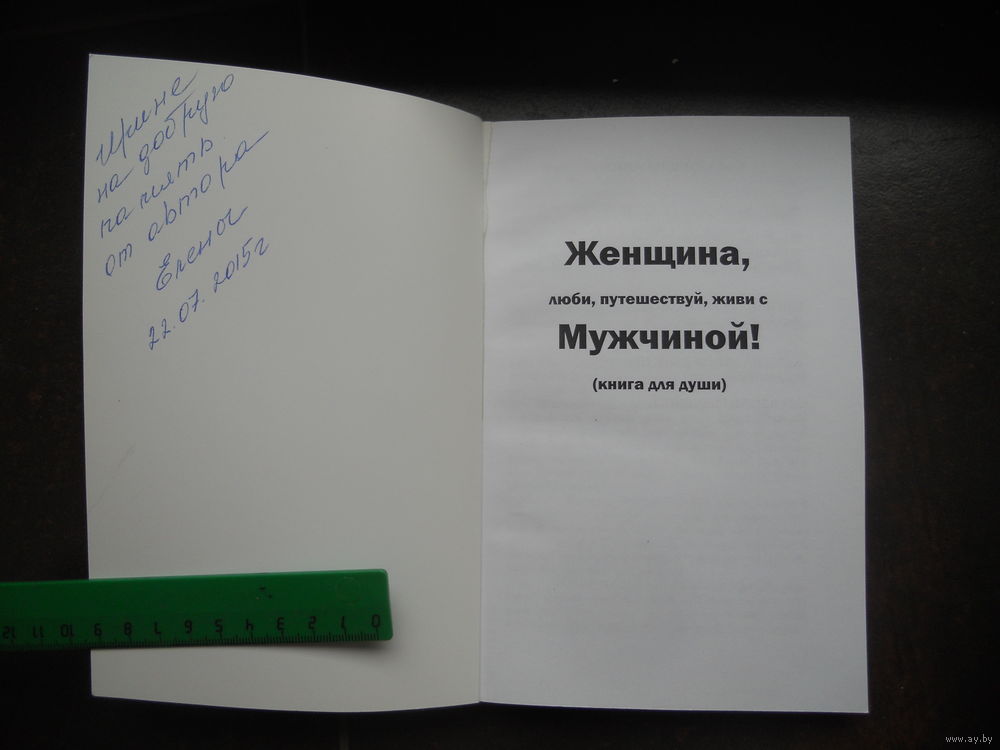 Ирине
на добрую
память
от автора
Елены
22.07.2015г
Женщина,
люби, путешествуй, живи с
Мужчиной!
(книга для души)
0 1 2 3 4 5 6 7 8 9 10 11 12
www.ay.by